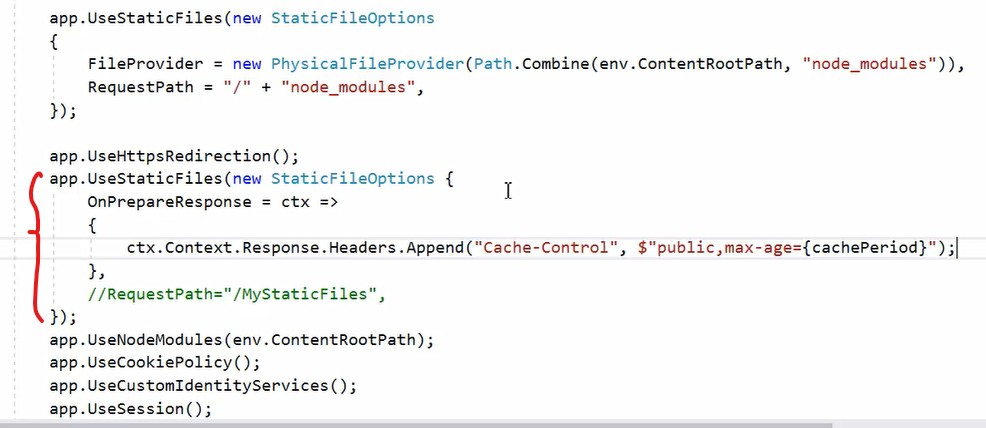 app.UseStaticFiles(new StaticFileOptions
{
FileProvider = new PhysicalFileProvider(Path.Combine(env.ContentRootPath, "node_modules")),
RequestPath = "/" + "node_modules",
});
app.UseHttpsRedirection();
app.UseStaticFiles(new StaticFileOptions {
OnPrepareResponse = ctx =>
{
ctx.Context.Response.Headers.Append("Cache-Control", $"public,max-age={cachePeriod}");
},
//RequestPath="/MyStaticFiles",
});
app.UseNodeModules(env.ContentRootPath);
app.UseCookiePolicy();
app.UseCustomIdentityServices();
app.UseSession();